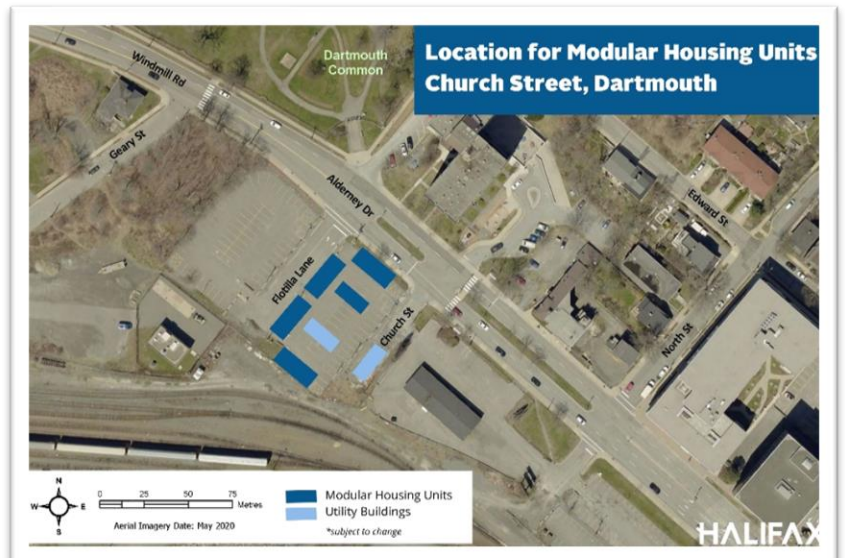 Location for Modular Housing Units
Church Street, Dartmouth
Dartmouth
Common
Windmill Rd
Geary St
Alderney Dr
Edward St
Flotilla Lane
Church St
North St
N
W E
S
0 25 50 75 Metres
Aerial Imagery Date: May 2020
Modular Housing Units
Utility Buildings
*subject to change
HALIFAX